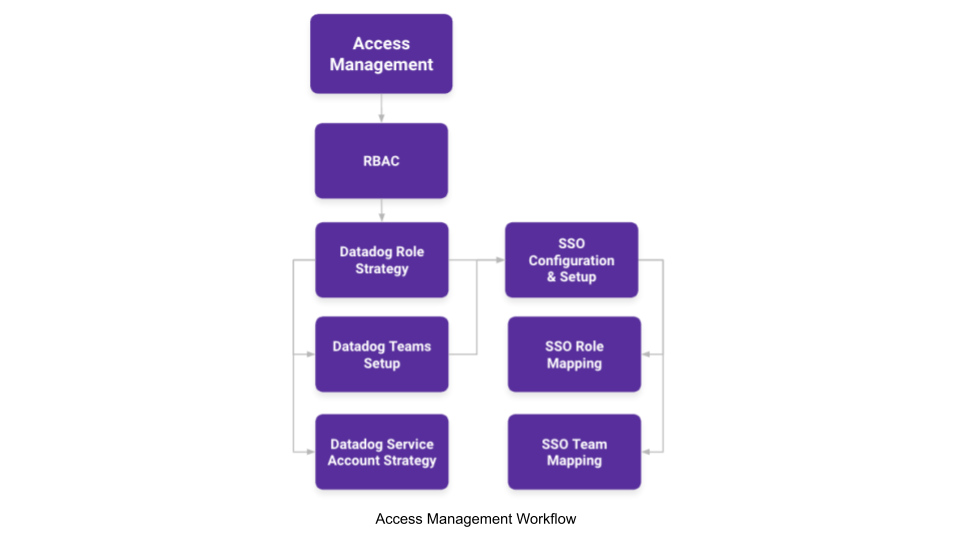 Access
Management
RBAC
Datadog Role
Strategy
SSO
Configuration
& Setup
Datadog Teams
Setup
SSO Role
Mapping
Datadog Service
Account Strategy
SSO Team
Mapping
Access Management Workflow